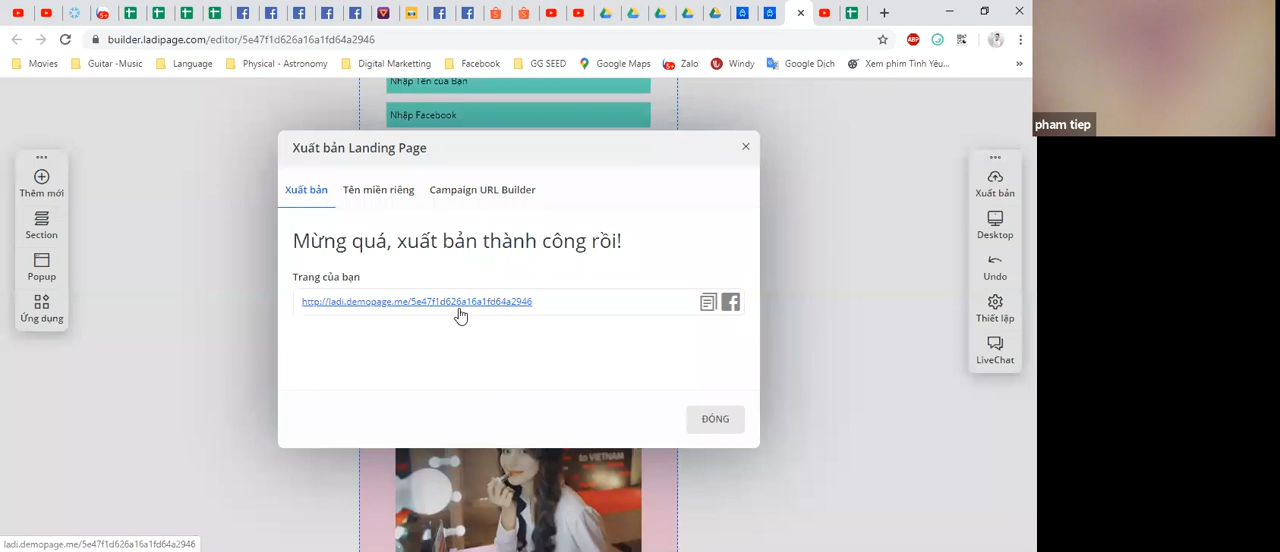 builder.ladipage.com/editor/5e47f1d626a16a1fd64a2946
Movies
Guitar -Music
Language
Physical - Astronomy
Digital Marketting
Facebook
GG SEED
Google Maps
Zalo
Windy
Google Dịch
Xem phim Tình Yêu...
»
pham tiep
Nhập Tên của Bạn
Nhập Facebook
Xuất bản Landing Page
Xuất bản
Tên miền riêng
Campaign URL Builder
Mừng quá, xuất bản thành công rồi!
Trang của bạn
http://ladi.demopage.me/5e47f1d626a16a1fd64a2946
ĐÓNG
Thêm mới
Section
Popup
Ứng dụng
Xuất bản
Desktop
Undo
Thiết lập
LiveChat
to VIETNAM
ladi.demopage.me/5e47f1d626a16a1fd64a2946